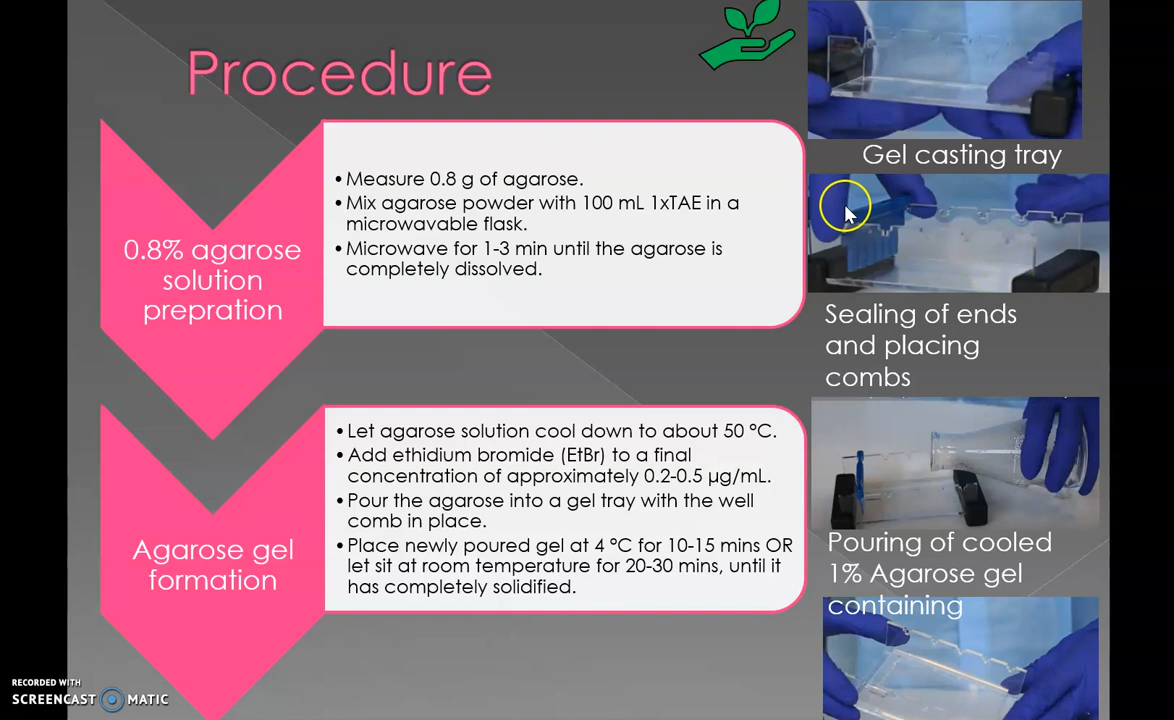 Procedure
0.8% agarose
solution
prepration
• Measure 0.8 g of agarose.
• Mix agarose powder with 100 mL 1xTAE in a
microwavable flask.
• Microwave for 1-3 min until the agarose is
completely dissolved.
Agarose gel
formation
• Let agarose solution cool down to about 50 °C.
• Add ethidium bromide (EtBr) to a final
concentration of approximately 0.2-0.5 µg/mL.
• Pour the agarose into a gel tray with the well
comb in place.
• Place newly poured gel at 4 °C for 10-15 mins OR
let sit at room temperature for 20-30 mins, until it
has completely solidified.
Gel casting tray
Sealing of ends
and placing
combs
Pouring of cooled
1% Agarose gel
containing
RECORDED WITH
SCREENCAST MATIC